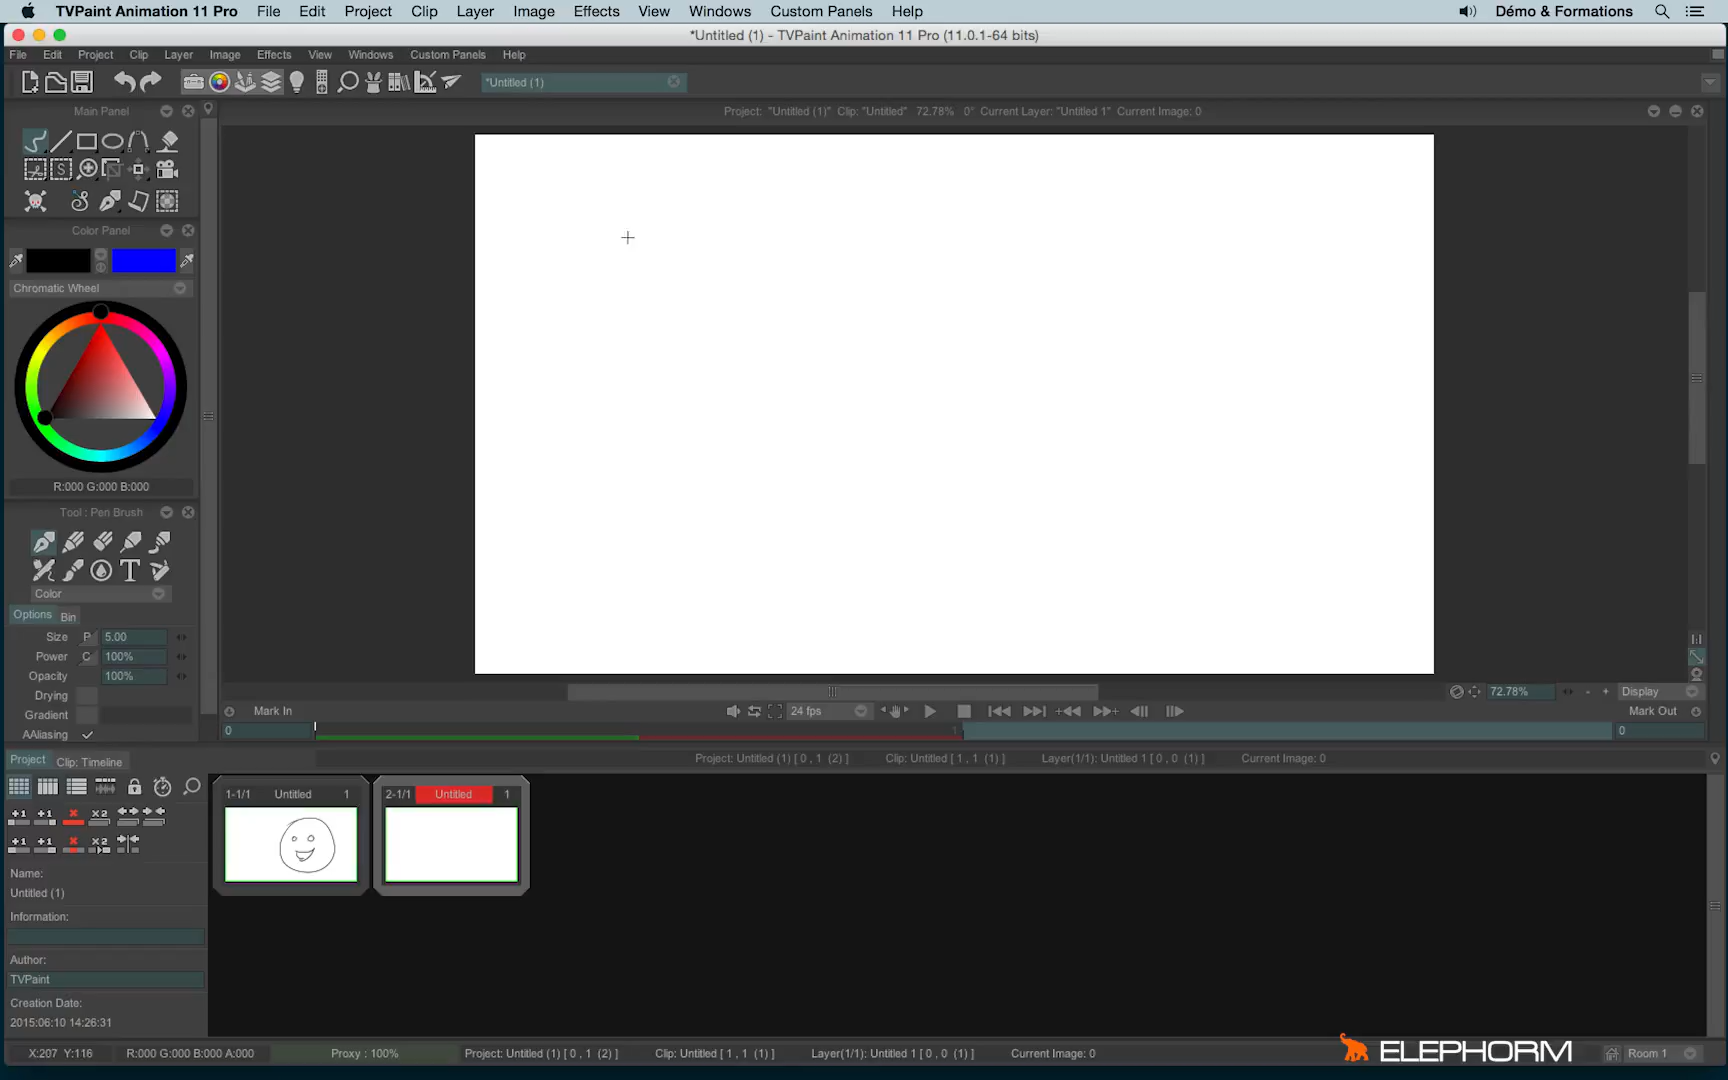 TVPaint Animation 11 Pro File Edit Project Clip Layer Image Effects View Windows Custom Panels Help Démo & Formations
*Untitled (1) - TVPaint Animation 11 Pro (11.0.1-64 bits)
File Edit Project Clip Layer Image Effects View Windows Custom Panels Help
*Untitled (1)
Main Panel
Project: "Untitled (1)" Clip: "Untitled" 72.78% 0° Current Layer: "Untitled 1" Current Image: 0
Color Panel
Chromatic Wheel
R:000 G:000 B:000
Tool : Pen Brush
Color
Options Bin
Size P 5.00
Power C 100%
Opacity 100%
Drying
Gradient
AAliasing
72.78% - + Display
Mark In 24 fps Mark Out
0 1 0
Project Clip: Timeline
Project: Untitled (1) [ 0 , 1 (2) ] Clip: Untitled [ 1 , 1 (1) ] Layer(1/1): Untitled 1 [ 0 , 0 (1) ] Current Image: 0
1-1/1 Untitled 1
2-1/1 Untitled 1
+1 +1 x x2
+1 +1 x x2
Name:
Untitled (1)
Information:
Author:
TVPaint
Creation Date:
2015:06:10 14:26:31
X:207 Y:116 R:000 G:000 B:000 A:000 Proxy : 100% Project: Untitled (1) [ 0 , 1 (2) ] Clip: Untitled [ 1 , 1 (1) ] Layer(1/1): Untitled 1 [ 0 , 0 (1) ] Current Image: 0
ELEPHORM
Room 1